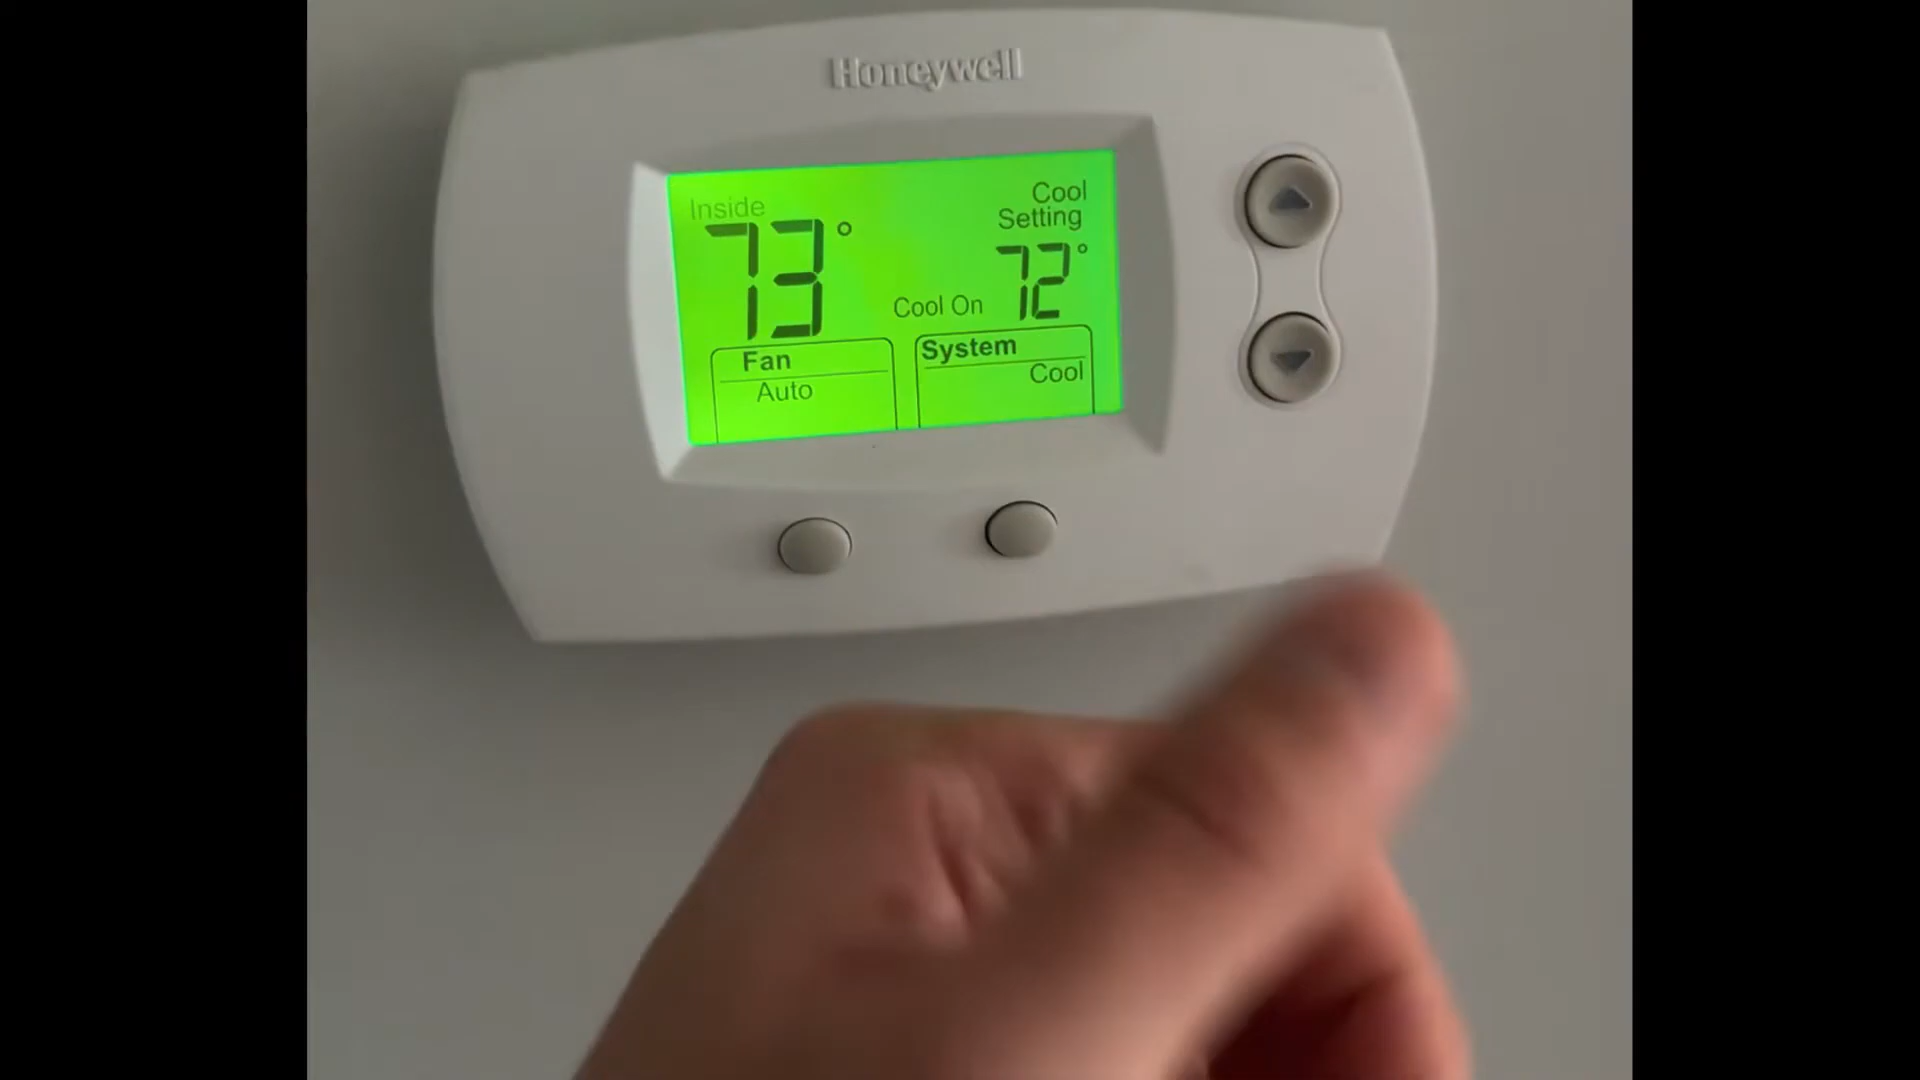 Honeywell
Inside
73°
Cool
Setting
72°
Cool On
Fan
Auto
System
Cool